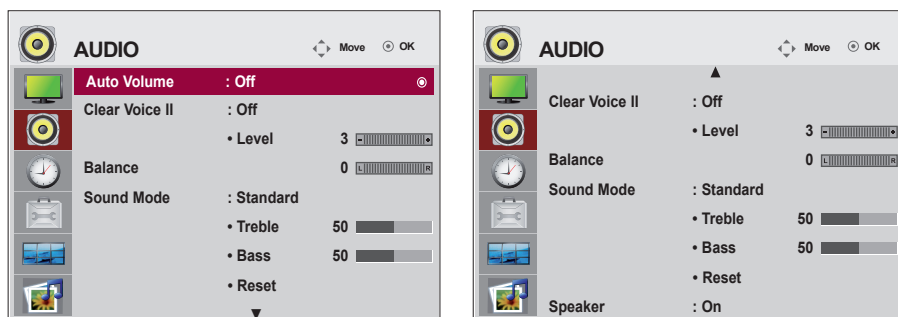 AUDIO Move OK
Auto Volume : Off
Clear Voice II : Off
• Level 3 - +
Balance 0 L R
Sound Mode : Standard
• Treble 50
• Bass 50
• Reset
AUDIO Move OK
Clear Voice II : Off
• Level 3 - +
Balance 0 L R
Sound Mode : Standard
• Treble 50
• Bass 50
• Reset
Speaker : On